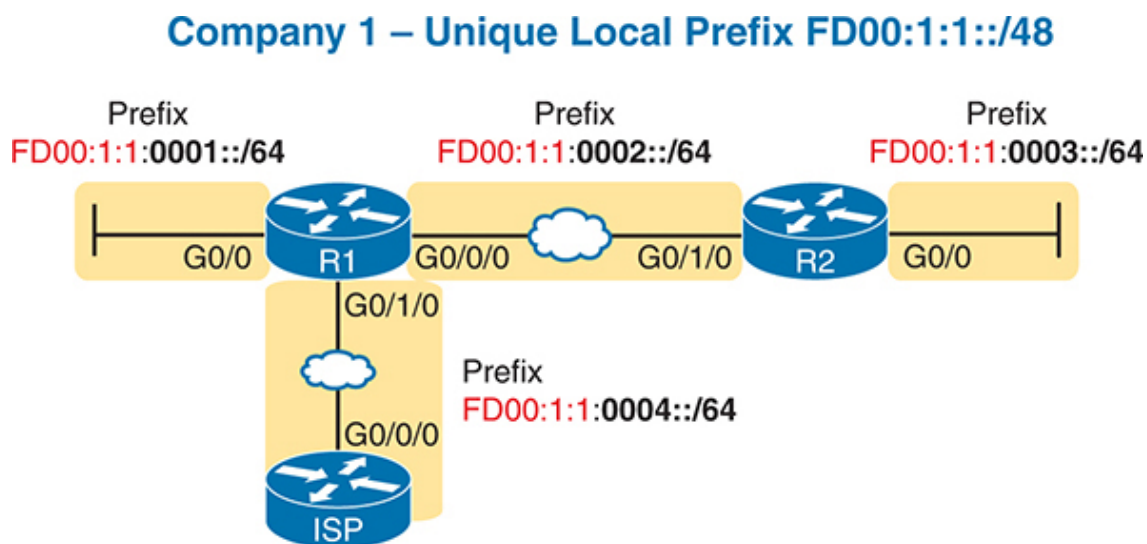 Company 1 – Unique Local Prefix FD00:1:1::/48
Prefix
FD00:1:1:0001::/64
Prefix
FD00:1:1:0002::/64
Prefix
FD00:1:1:0003::/64
G0/0
R1
G0/0/0
G0/1/0
R2
G0/0
G0/1/0
Prefix
FD00:1:1:0004::/64
G0/0/0
ISP